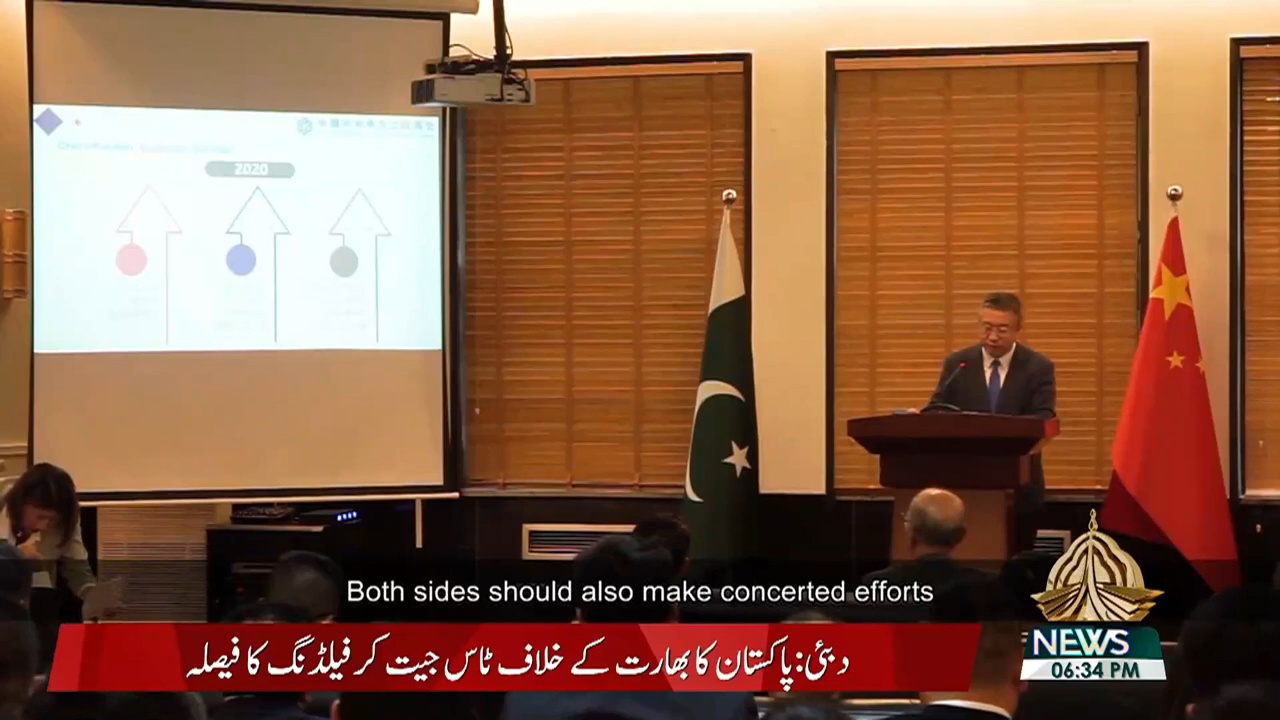 2020
Both sides should also make concerted efforts
دبئی: پاکستان کا بھارت کے خلاف ٹاس جیت کر فیلڈنگ کا فیصلہ
NEWS
06:34 PM